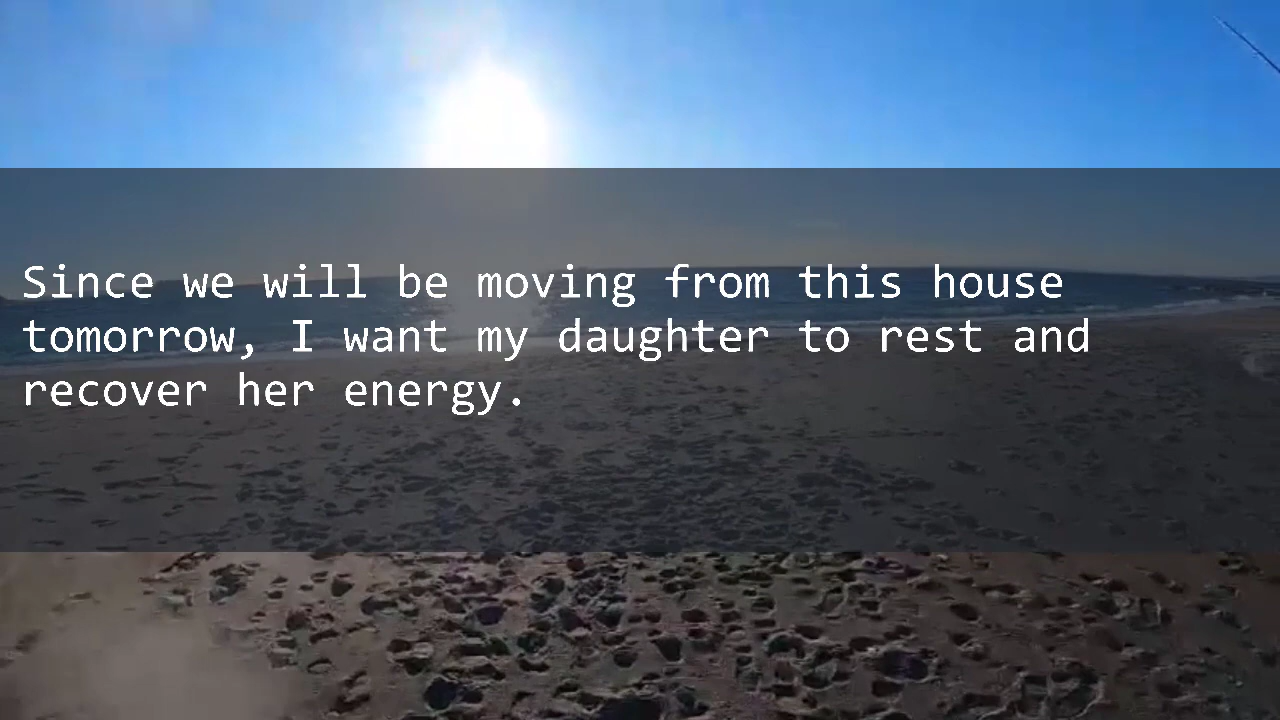 Since we will be moving from this house
tomorrow, I want my daughter to rest and
recover her energy.